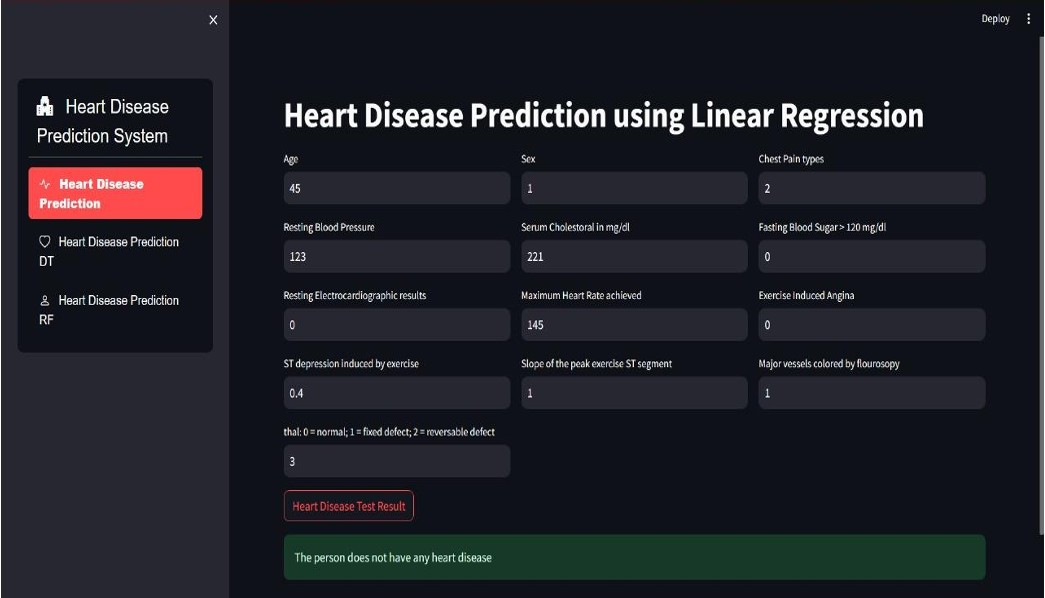 X
Deploy
Heart Disease
Prediction System
Heart Disease
Prediction
Heart Disease Prediction
DT
Heart Disease Prediction
RF
Heart Disease Prediction using Linear Regression
Age
Sex
Chest Pain types
45
1
2
Resting Blood Pressure
Serum Cholestoral in mg/dl
Fasting Blood Sugar > 120 mg/dl
123
221
0
Resting Electrocardiographic results
Maximum Heart Rate achieved
Exercise Induced Angina
0
145
0
ST depression induced by exercise
Slope of the peak exercise ST segment
Major vessels colored by flourosopy
0.4
1
1
thal: 0 = normal; 1 = fixed defect; 2 = reversable defect
3
Heart Disease Test Result
The person does not have any heart disease